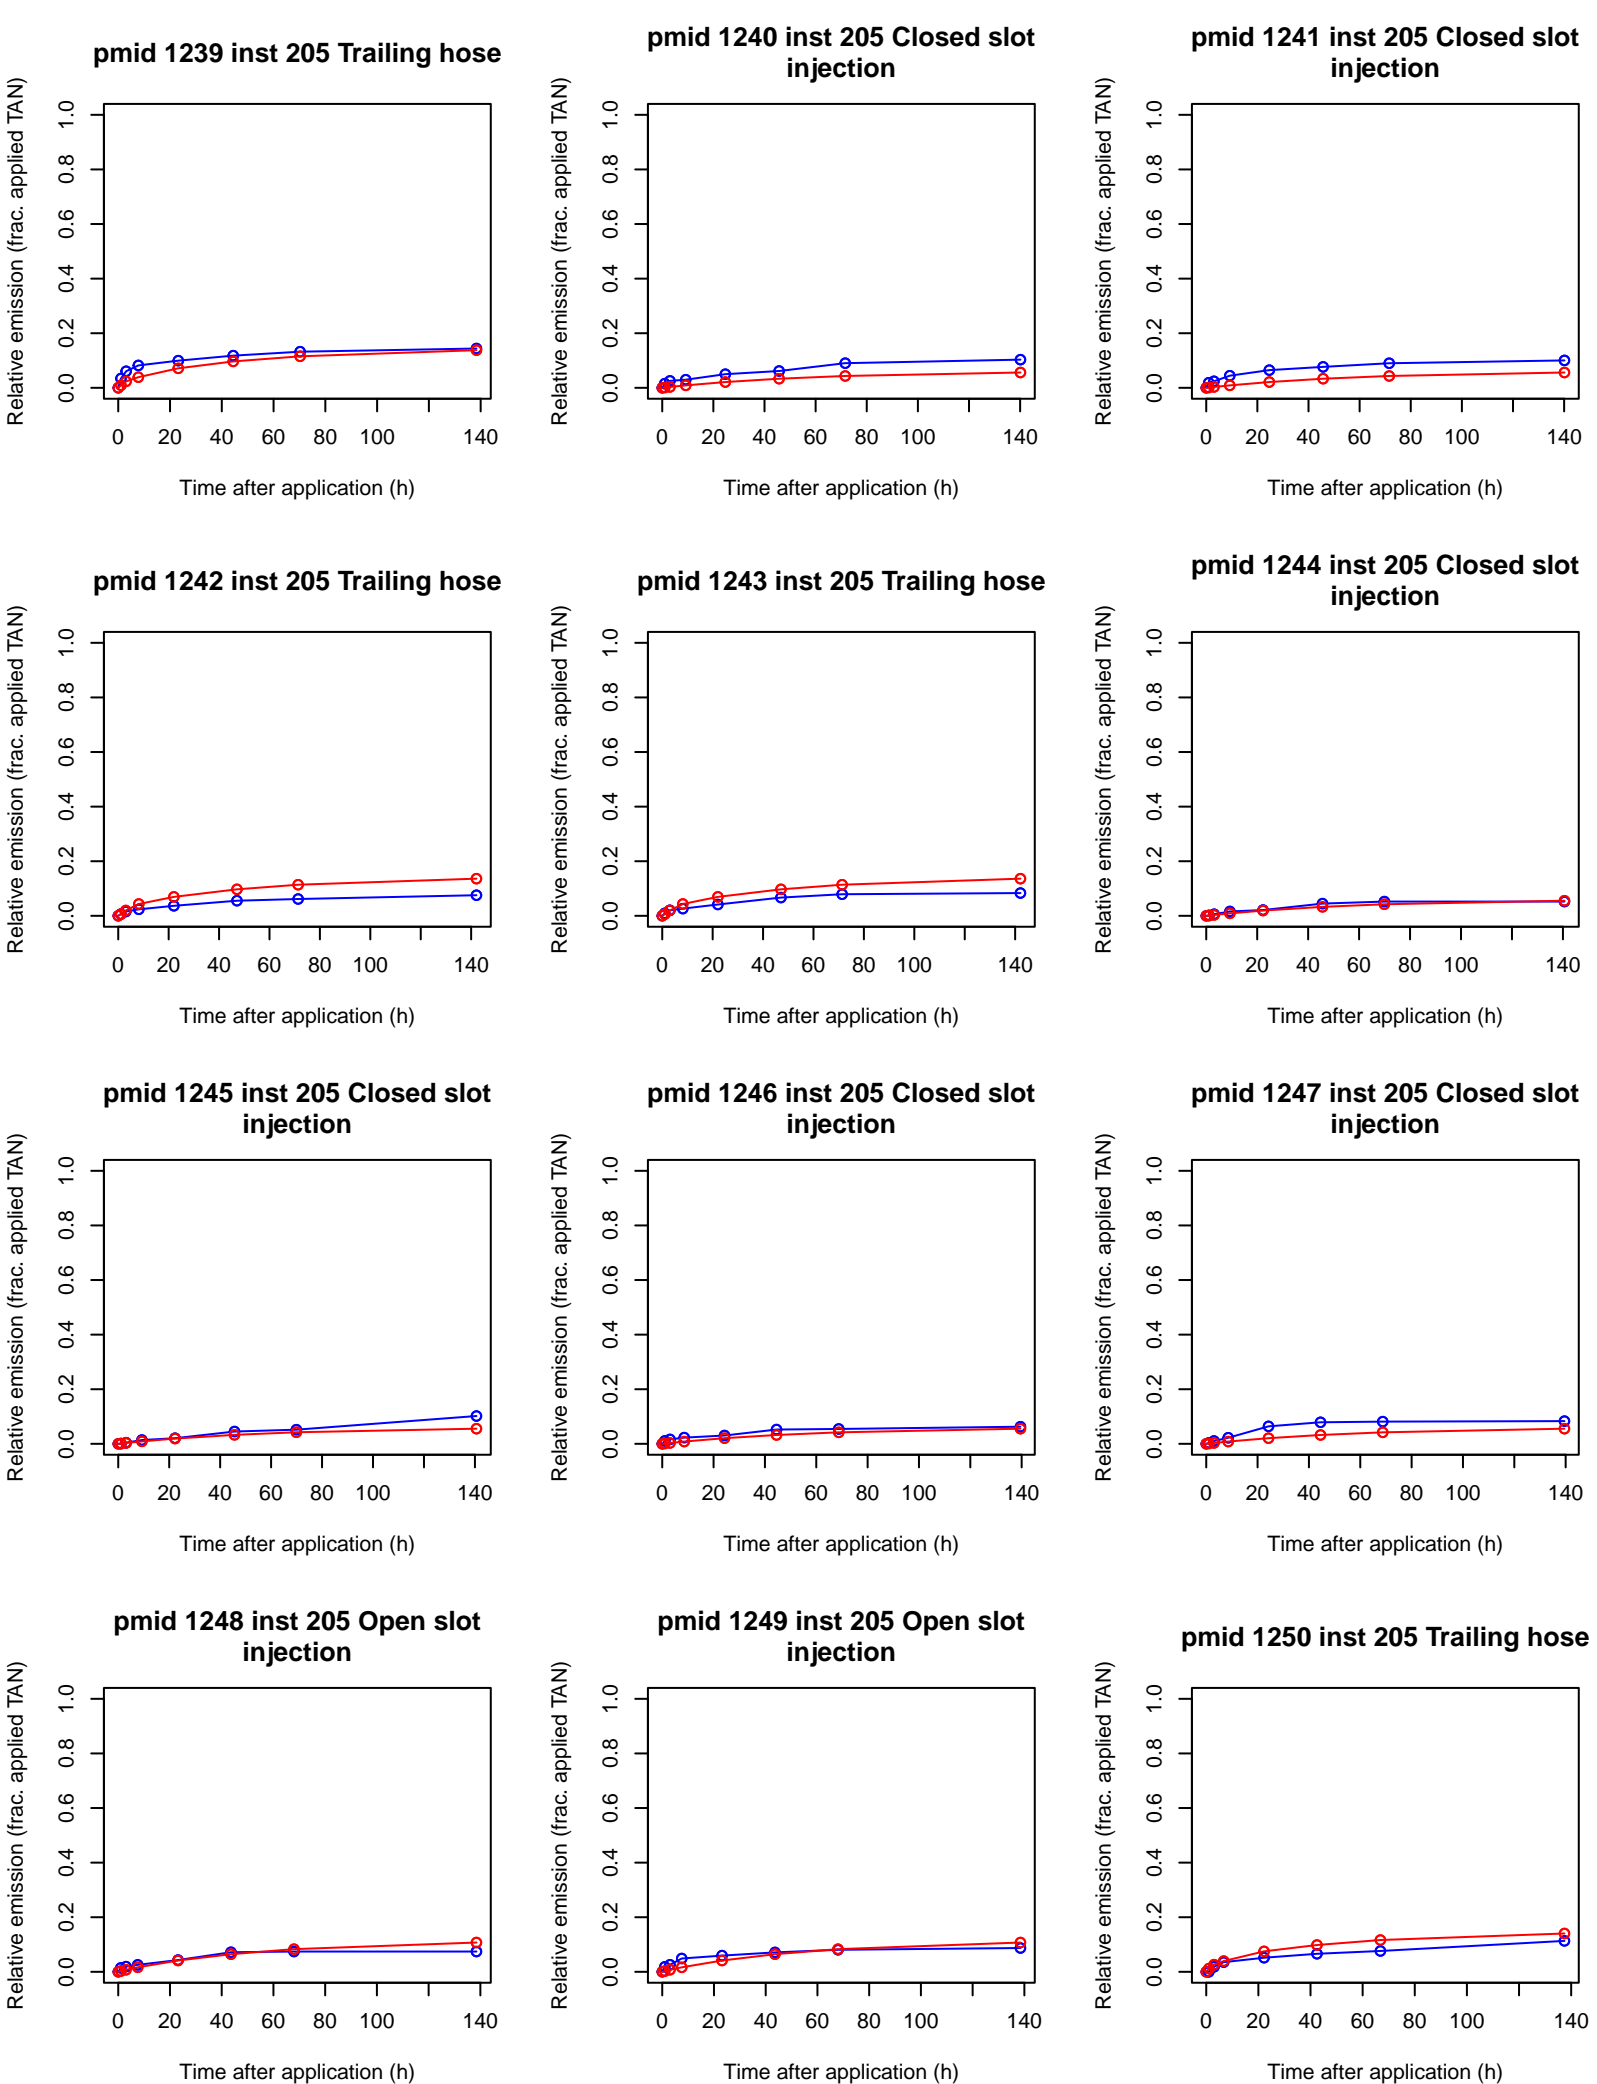 pmid 1239 inst 205 Trailing hose
Relative emission (frac. applied TAN)
1.0
0.8
0.6
0.4
0.2
0.0
0 20 40 60 80 100 140
Time after application (h)
pmid 1240 inst 205 Closed slot
injection
Relative emission (frac. applied TAN)
1.0
0.8
0.6
0.4
0.2
0.0
0 20 40 60 80 100 140
Time after application (h)
pmid 1241 inst 205 Closed slot
injection
Relative emission (frac. applied TAN)
1.0
0.8
0.6
0.4
0.2
0.0
0 20 40 60 80 100 140
Time after application (h)
pmid 1242 inst 205 Trailing hose
Relative emission (frac. applied TAN)
1.0
0.8
0.6
0.4
0.2
0.0
0 20 40 60 80 100 140
Time after application (h)
pmid 1243 inst 205 Trailing hose
Relative emission (frac. applied TAN)
1.0
0.8
0.6
0.4
0.2
0.0
0 20 40 60 80 100 140
Time after application (h)
pmid 1244 inst 205 Closed slot
injection
Relative emission (frac. applied TAN)
1.0
0.8
0.6
0.4
0.2
0.0
0 20 40 60 80 100 140
Time after application (h)
pmid 1245 inst 205 Closed slot
injection
Relative emission (frac. applied TAN)
1.0
0.8
0.6
0.4
0.2
0.0
0 20 40 60 80 100 140
Time after application (h)
pmid 1246 inst 205 Closed slot
injection
Relative emission (frac. applied TAN)
1.0
0.8
0.6
0.4
0.2
0.0
0 20 40 60 80 100 140
Time after application (h)
pmid 1247 inst 205 Closed slot
injection
Relative emission (frac. applied TAN)
1.0
0.8
0.6
0.4
0.2
0.0
0 20 40 60 80 100 140
Time after application (h)
pmid 1248 inst 205 Open slot
injection
Relative emission (frac. applied TAN)
1.0
0.8
0.6
0.4
0.2
0.0
0 20 40 60 80 100 140
Time after application (h)
pmid 1249 inst 205 Open slot
injection
Relative emission (frac. applied TAN)
1.0
0.8
0.6
0.4
0.2
0.0
0 20 40 60 80 100 140
Time after application (h)
pmid 1250 inst 205 Trailing hose
Relative emission (frac. applied TAN)
1.0
0.8
0.6
0.4
0.2
0.0
0 20 40 60 80 100 140
Time after application (h)